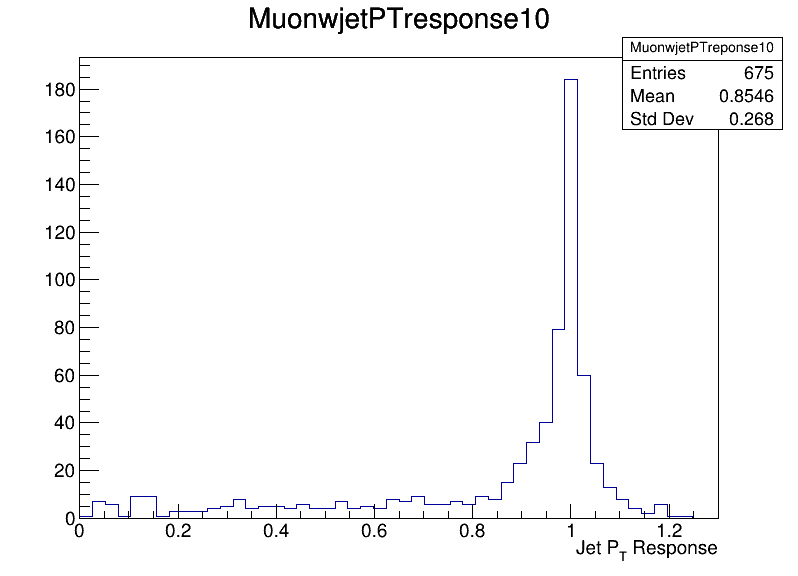 MuonwjetPTresponse10
MuonwjetPTreponse10
Entries 675
Mean 0.8546
Std Dev 0.268
180
160
140
120
100
80
60
40
20
0
0 0.2 0.4 0.6 0.8 1 1.2
Jet PT Response